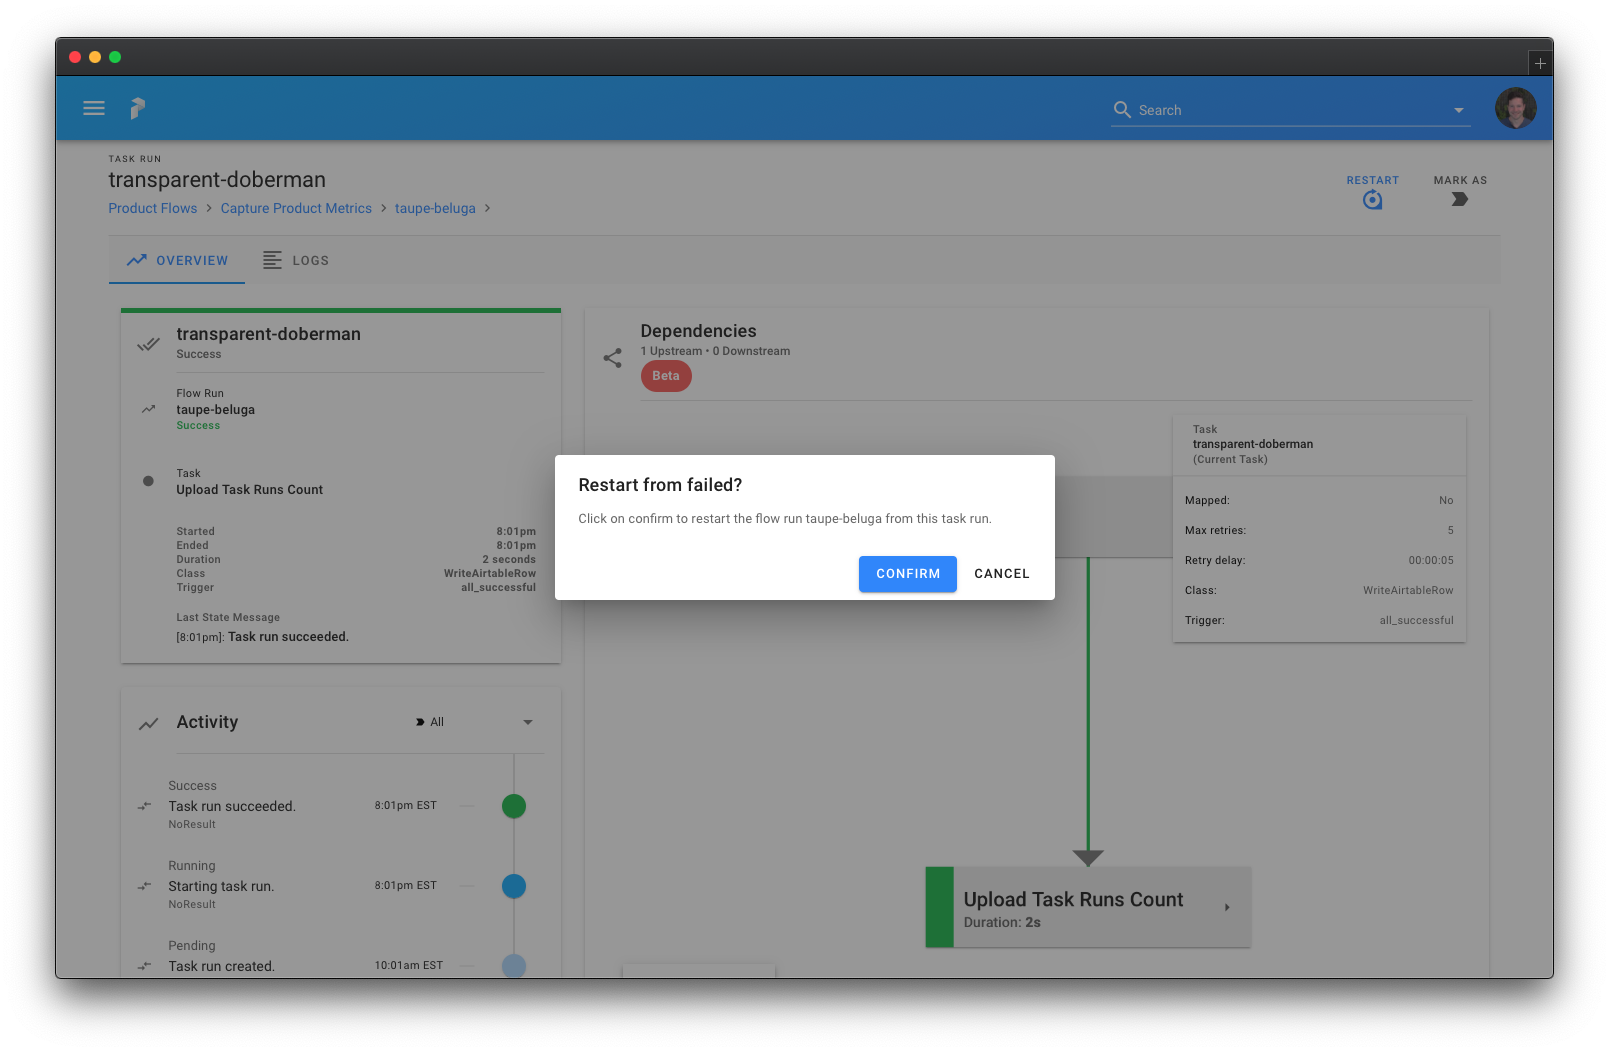 Search
TASK RUN
transparent-doberman
Product Flows > Capture Product Metrics > taupe-beluga >
RESTART
MARK AS
OVERVIEW
LOGS
transparent-doberman
Success
Flow Run
taupe-beluga
Success
Task
Upload Task Runs Count
Started 8:01pm
Ended 8:01pm
Duration 2 seconds
Class WriteAirtableRow
Trigger all_successful
Last State Message
[8:01pm]: Task run succeeded.
Activity
All
Success
Task run succeeded. 8:01pm EST
NoResult
Running
Starting task run. 8:01pm EST
NoResult
Pending
Task run created. 10:01am EST
Dependencies
1 Upstream • 0 Downstream
Beta
Task
transparent-doberman
(Current Task)
Mapped: No
Max retries: 5
Retry delay: 00:00:05
Class: WriteAirtableRow
Trigger: all_successful
Upload Task Runs Count
Duration: 2s
Restart from failed?
Click on confirm to restart the flow run taupe-beluga from this task run.
CONFIRM
CANCEL